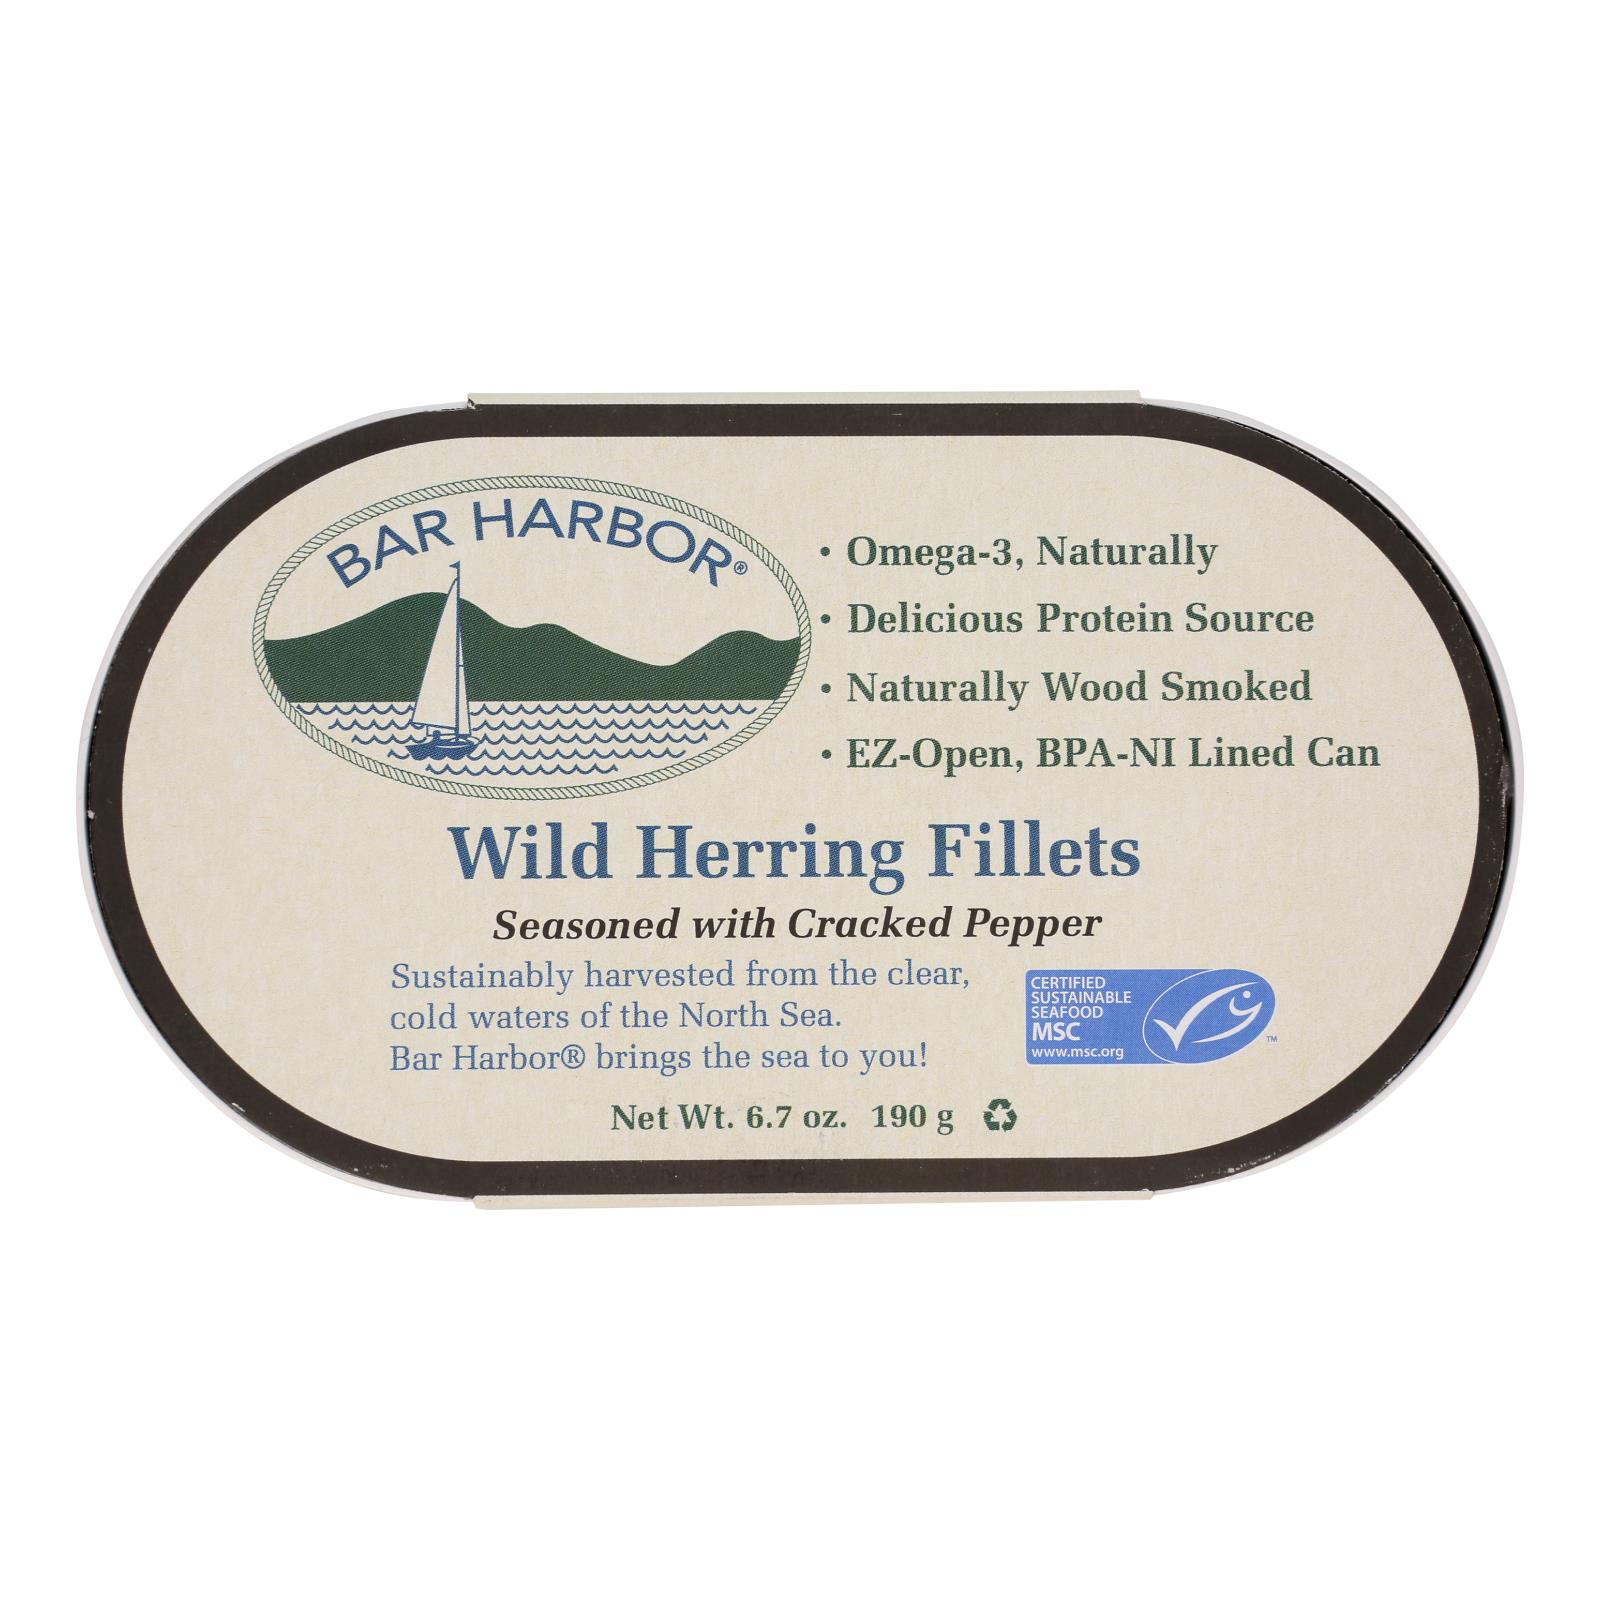 BAR HARBOR®
• Omega-3, Naturally
• Delicious Protein Source
• Naturally Wood Smoked
• EZ-Open, BPA-NI Lined Can
Wild Herring Fillets
Seasoned with Cracked Pepper
Sustainably harvested from the clear,
cold waters of the North Sea.
Bar Harbor® brings the sea to you!
CERTIFIED
SUSTAINABLE
SEAFOOD
MSC
www.msc.org
™
Net Wt. 6.7 oz. 190 g